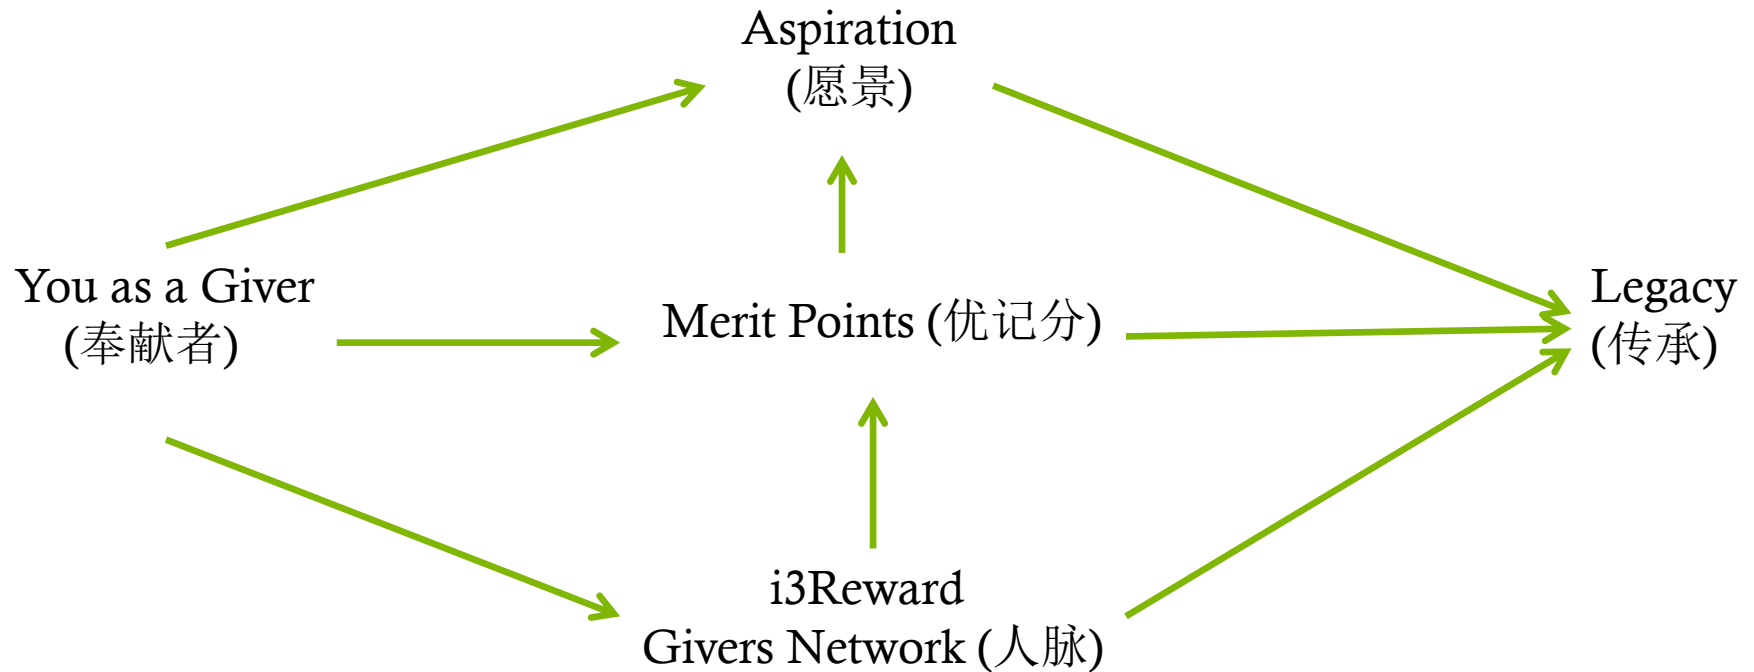 Aspiration
(愿景)
You as a Giver
(奉献者)
Merit Points (优记分)
Legacy
(传承)
i3Reward
Givers Network (人脉)